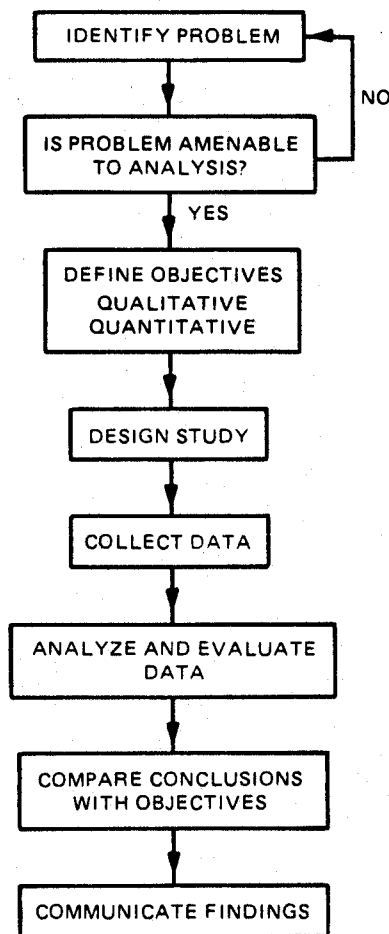 IDENTIFY PROBLEM
NO
IS PROBLEM AMENABLE
TO ANALYSIS?
YES
DEFINE OBJECTIVES
QUALITATIVE
QUANTITATIVE
DESIGN STUDY
COLLECT DATA
ANALYZE AND EVALUATE
DATA
COMPARE CONCLUSIONS
WITH OBJECTIVES
COMMUNICATE FINDINGS